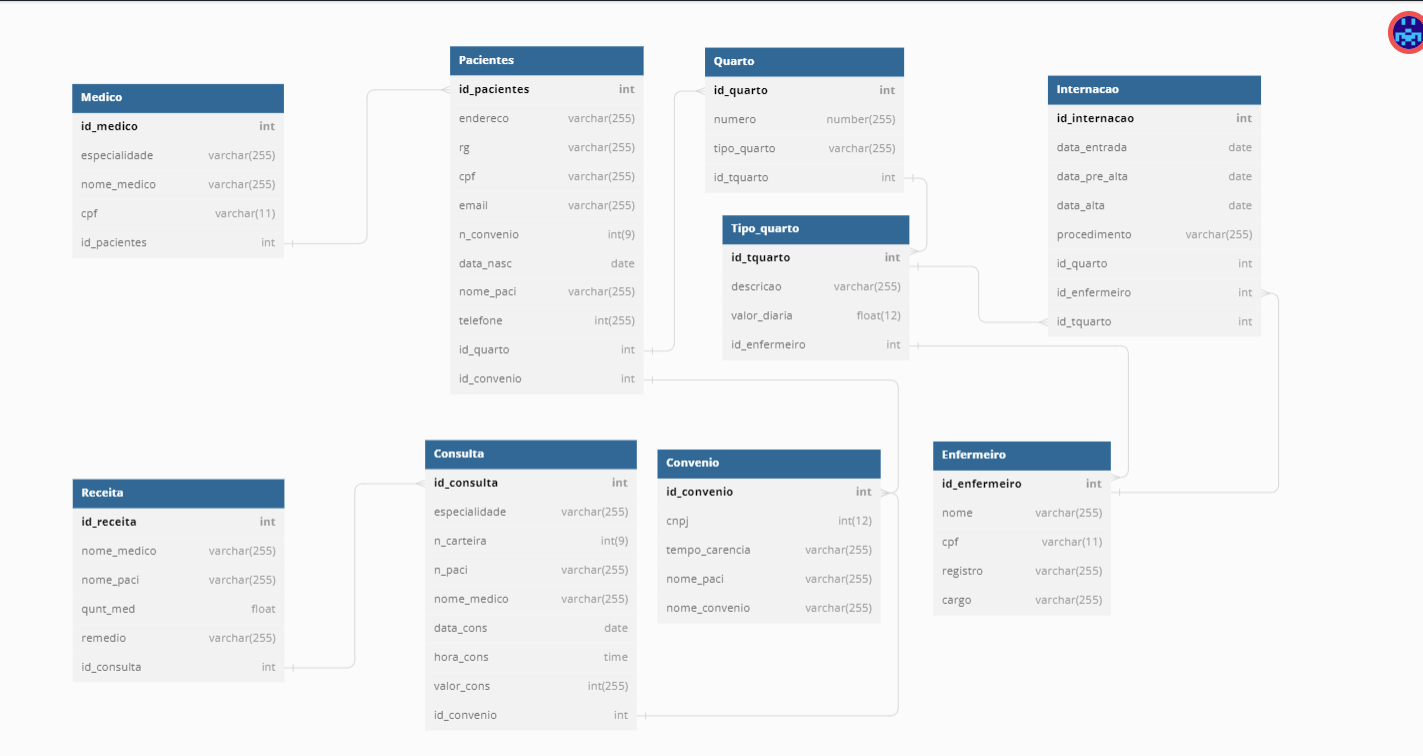 Medico
id_medico int
especialidade varchar(255)
nome_medico varchar(255)
cpf varchar(11)
id_pacientes int
Pacientes
id_pacientes int
endereco varchar(255)
rg varchar(255)
cpf varchar(255)
email varchar(255)
n_convenio int(9)
data_nasc date
nome_paci varchar(255)
telefone int(255)
id_quarto int
id_convenio int
Quarto
id_quarto int
numero number(255)
tipo_quarto varchar(255)
id_tquarto int
Tipo_quarto
id_tquarto int
descricao varchar(255)
valor_diaria float(12)
id_enfermeiro int
Internacao
id_internacao int
data_entrada date
data_pre_alta date
data_alta date
procedimento varchar(255)
id_quarto int
id_enfermeiro int
id_tquarto int
Receita
id_receita int
nome_medico varchar(255)
nome_paci varchar(255)
qunt_med float
remedio varchar(255)
id_consulta int
Consulta
id_consulta int
especialidade varchar(255)
n_carteira int(9)
n_paci varchar(255)
nome_medico varchar(255)
data_cons date
hora_cons time
valor_cons int(255)
id_convenio int
Convenio
id_convenio int
cnpj int(12)
tempo_carencia varchar(255)
nome_paci varchar(255)
nome_convenio varchar(255)
Enfermeiro
id_enfermeiro int
nome varchar(255)
cpf varchar(11)
registro varchar(255)
cargo varchar(255)